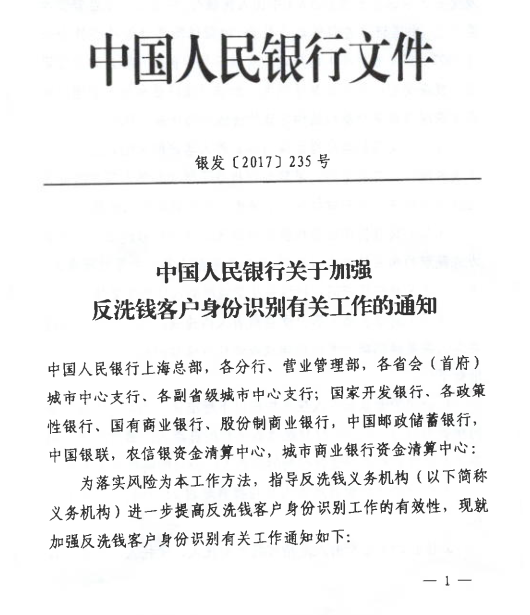 中国人民银行文件
银发〔2017〕235号
中国人民银行关于加强
反洗钱客户身份识别有关工作的通知
中国人民银行上海总部，各分行、营业管理部，各省会（首府）
城市中心支行、各副省级城市中心支行；国家开发银行、各政策
性银行、国有商业银行、股份制商业银行，中国邮政储蓄银行，
中国银联，农信银资金清算中心，城市商业银行资金清算中心：
为落实风险为本工作方法，指导反洗钱义务机构（以下简称
义务机构）进一步提高反洗钱客户身份识别工作的有效性，现就
加强反洗钱客户身份识别有关工作通知如下：
— 1 —